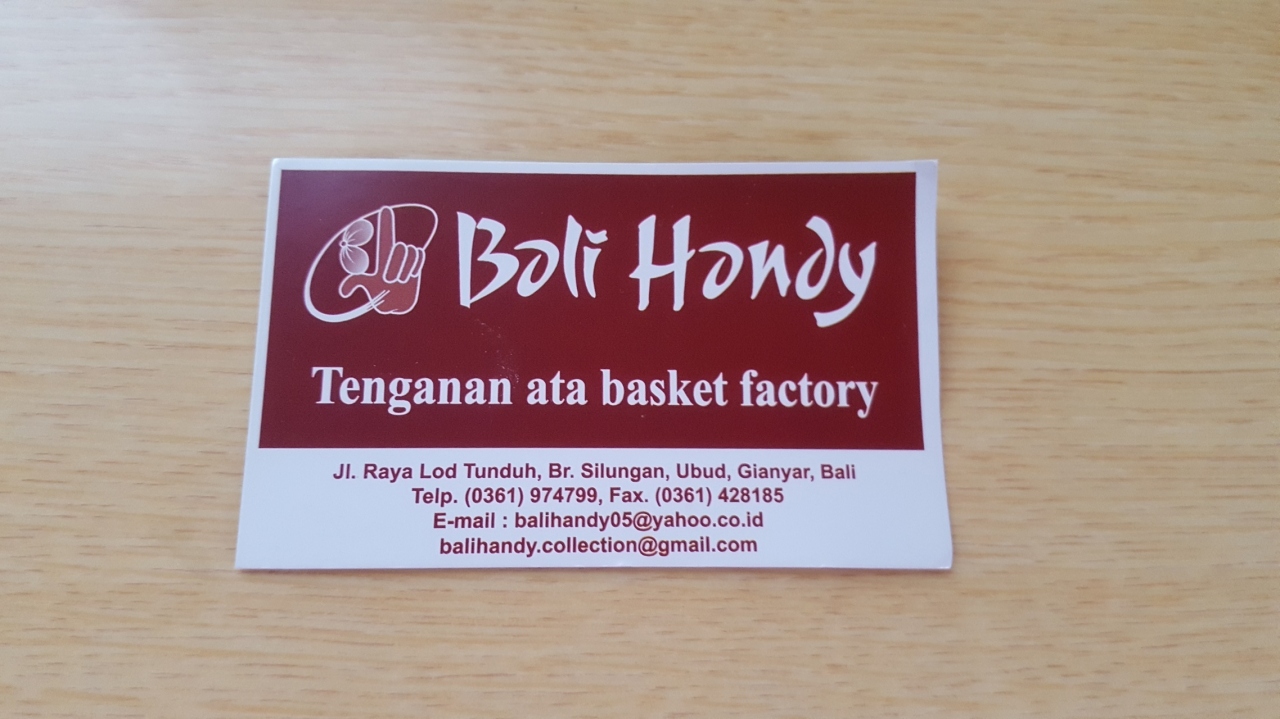 Bali Handy
Tenganan ata basket factory
Jl. Raya Lod Tunduh, Br. Silungan, Ubud, Gianyar, Bali
Telp. (0361) 974799, Fax. (0361) 428185
E-mail : balihandy05@yahoo.co.id
balihandy.collection@gmail.com